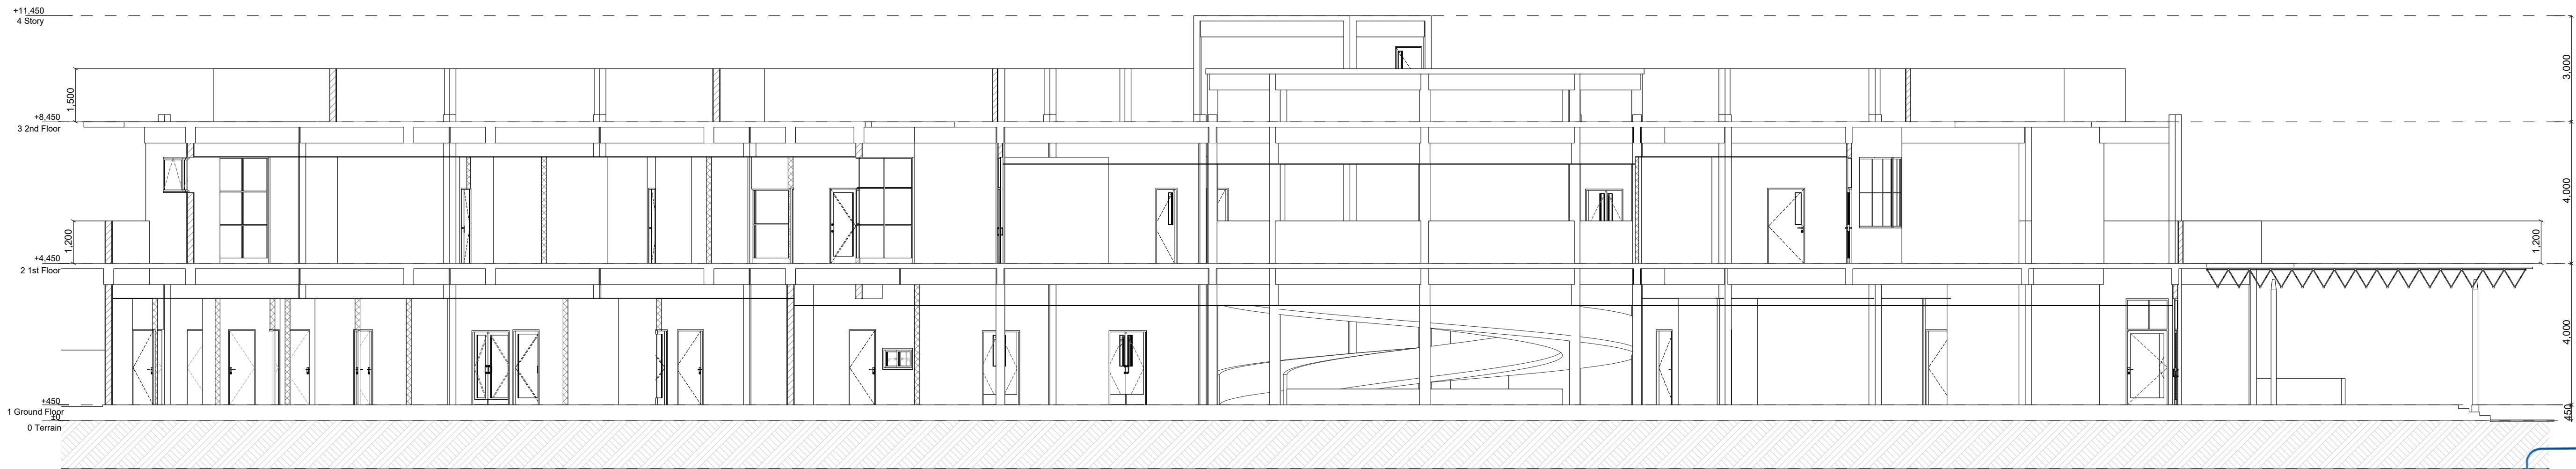 +11,450
4 Story
3,000
1,500
+8,450
3 2nd Floor
4,000
1,200
1,200
+4,450
2 1st Floor
4,000
+450
1 Ground Floor
±0
450
0 Terrain